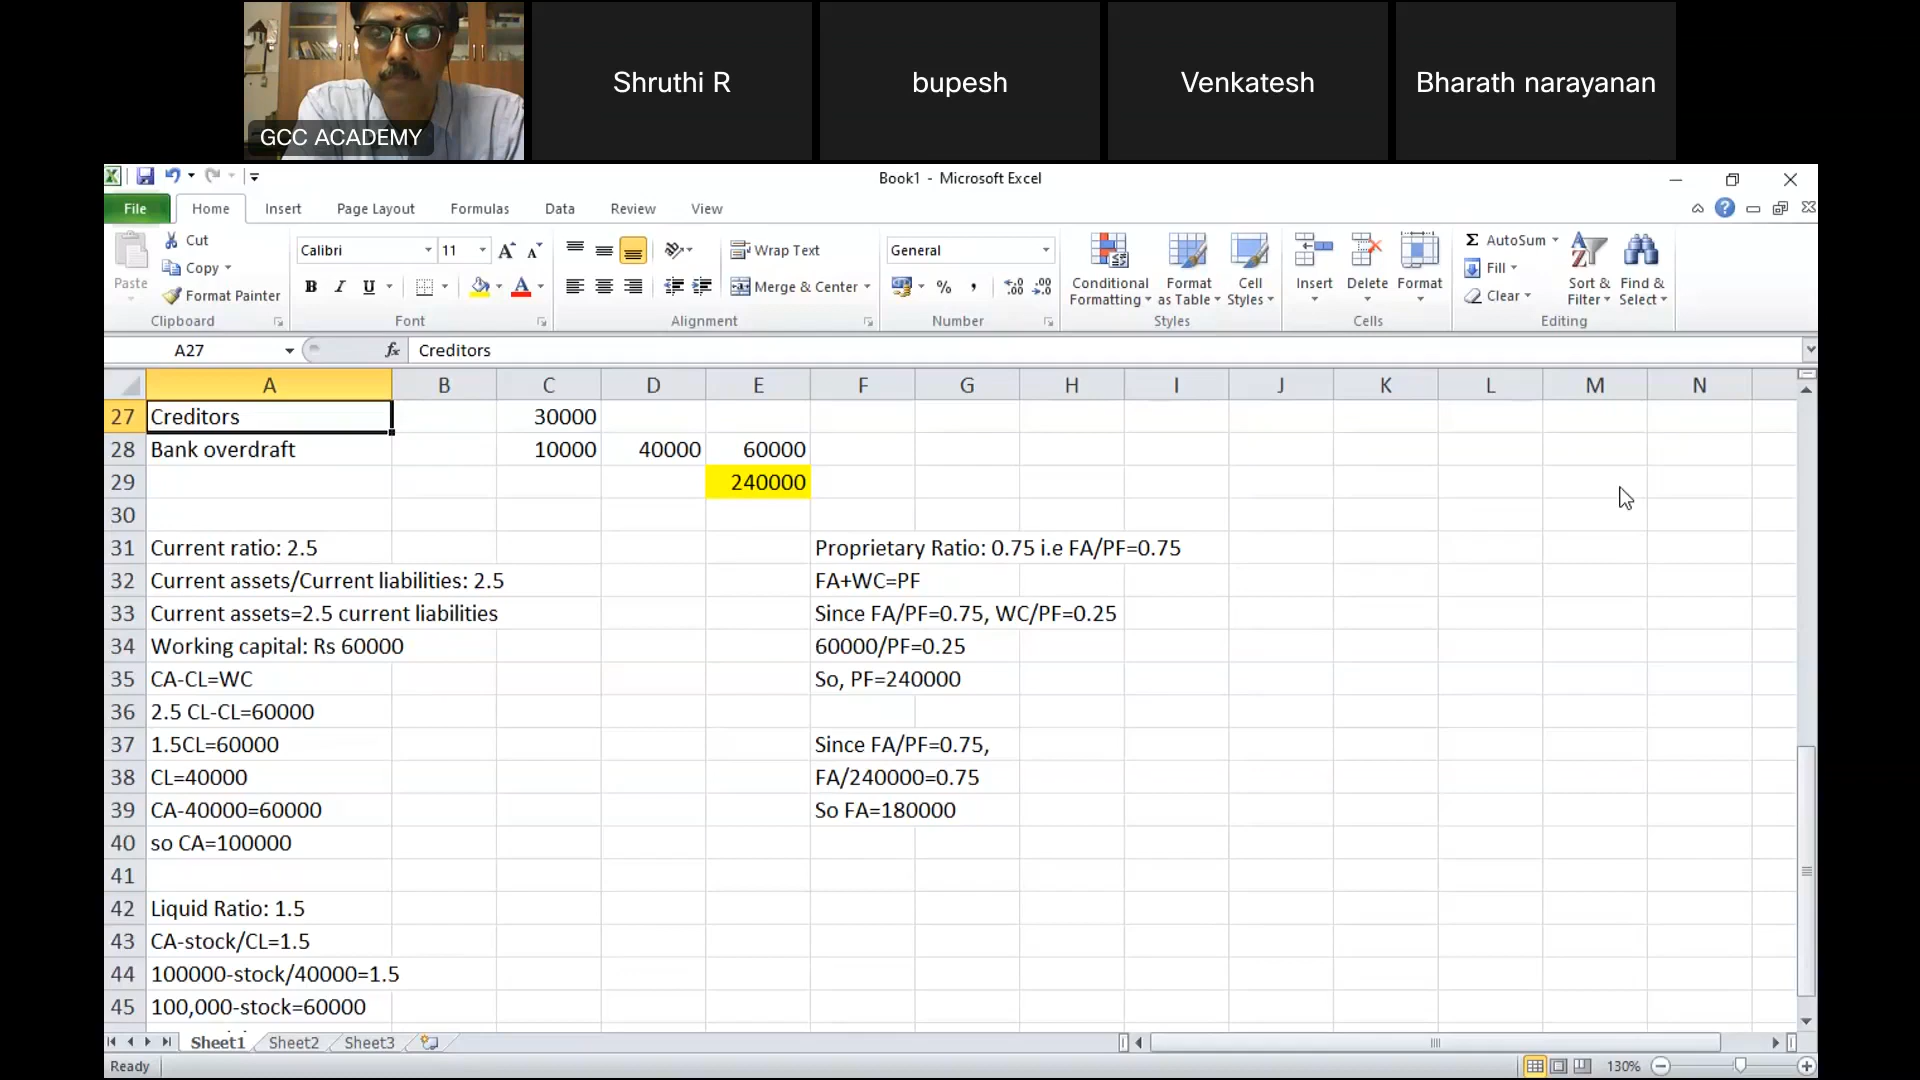 GCC ACADEMY
Shruthi R
bupesh
Venkatesh
Bharath narayanan
Book1 - Microsoft Excel
File Home Insert Page Layout Formulas Data Review View
Paste
Cut
Copy
Format Painter
Clipboard
Calibri 11
B I U
Font
Wrap Text
Merge & Center
Alignment
General
% ,
Number
Conditional Formatting
Format as Table
Cell Styles
Styles
Insert Delete Format
Cells
Σ AutoSum
Fill
Clear
Sort & Filter
Find & Select
Editing
A27 fx Creditors
A B C D E F G H I J K L M N
27 Creditors 30000
28 Bank overdraft 10000 40000 60000
29 240000
30
31 Current ratio: 2.5 Proprietary Ratio: 0.75 i.e FA/PF=0.75
32 Current assets/Current liabilities: 2.5 FA+WC=PF
33 Current assets=2.5 current liabilities Since FA/PF=0.75, WC/PF=0.25
34 Working capital: Rs 60000 60000/PF=0.25
35 CA-CL=WC So, PF=240000
36 2.5 CL-CL=60000
37 1.5CL=60000 Since FA/PF=0.75,
38 CL=40000 FA/240000=0.75
39 CA-40000=60000 So FA=180000
40 so CA=100000
41
42 Liquid Ratio: 1.5
43 CA-stock/CL=1.5
44 100000-stock/40000=1.5
45 100,000-stock=60000
Sheet1 Sheet2 Sheet3
Ready 130%